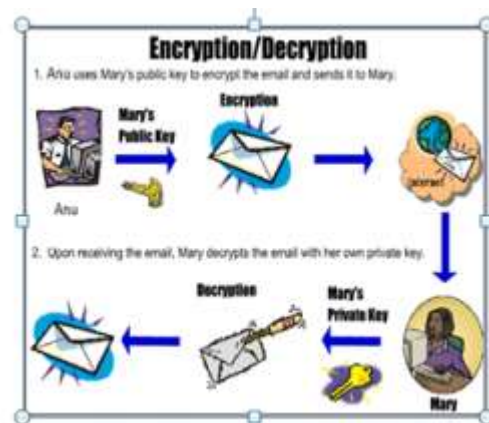 Encryption/Decryption
1. Anu uses Mary's public key to encrypt the email and sends it to Mary.
Encryption
Mary's
Public Key
Internet
Anu
2. Upon receiving the email, Mary decrypts the email with her own private key.
Decryption
Mary's
Private Key
Mary